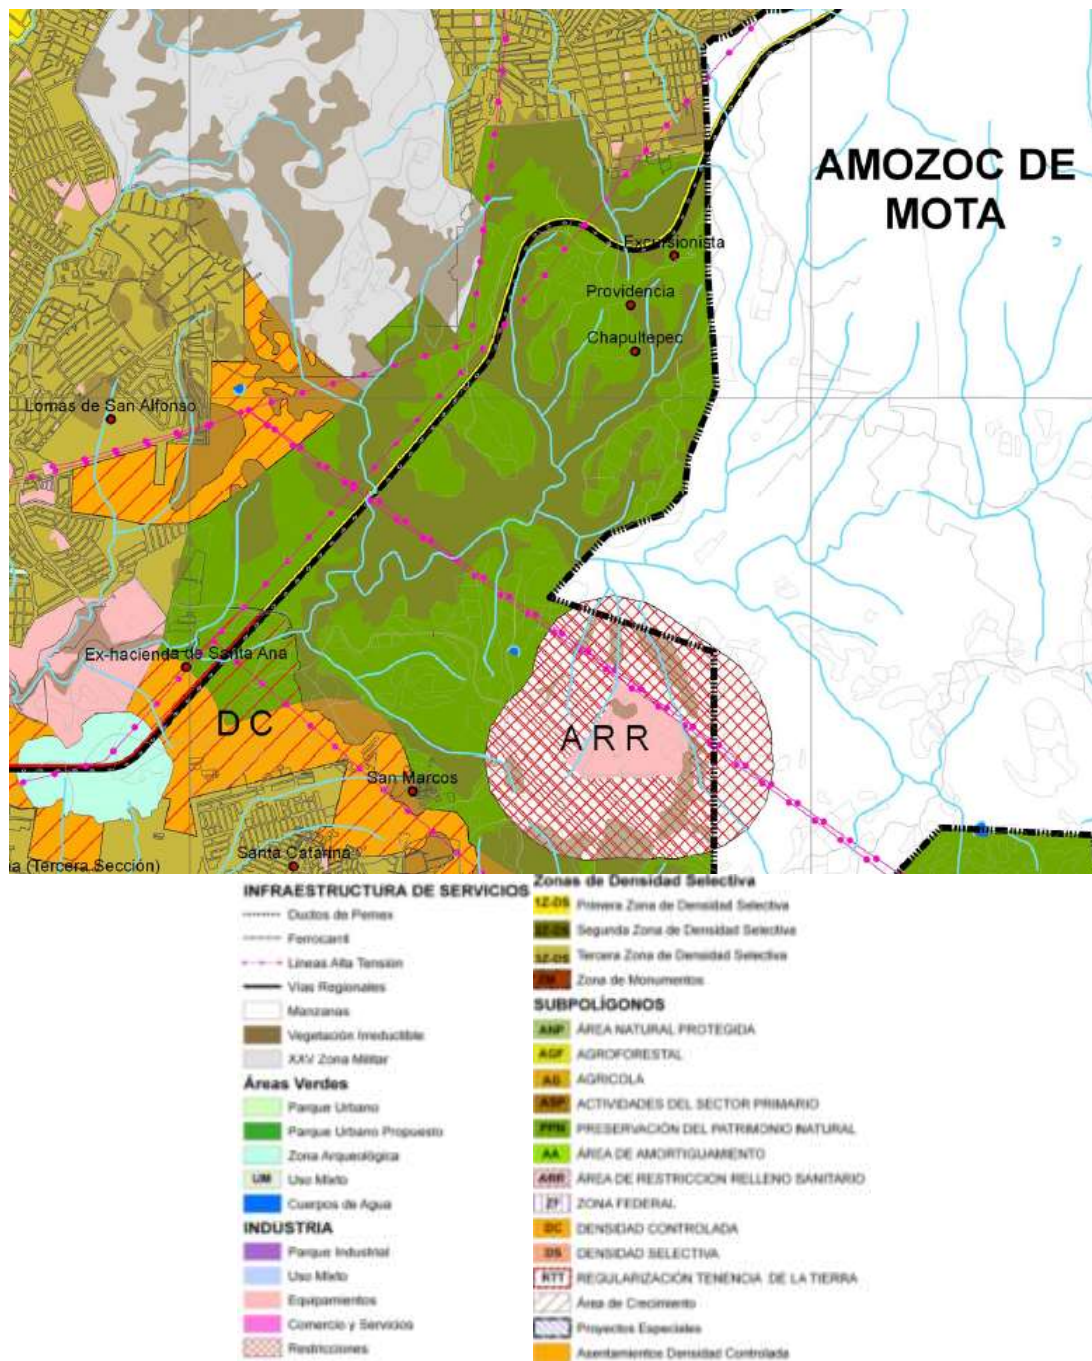 AMOZOC DE
MOTA
Excursionista
Providencia
Chapultepec
Lomas de San Alfonso
Ex-hacienda de Santa Ana
D C
A R R
San Marcos
Santa Catarina
a (Tercera Sección)
INFRAESTRUCTURA DE SERVICIOS
Ductos de Pemex
Ferrocarril
Líneas Alta Tensión
Vías Regionales
Manzanas
Vegetación Irreductible
XXV Zona Militar
Áreas Verdes
Parque Urbano
Parque Urbano Propuesto
Zona Arqueológica
UM Uso Mixto
Cuerpos de Agua
INDUSTRIA
Parque Industrial
Uso Mixto
Equipamientos
Comercio y Servicios
Restricciones
Zonas de Densidad Selectiva
1Z-DS Primera Zona de Densidad Selectiva
2Z-DS Segunda Zona de Densidad Selectiva
3Z-DS Tercera Zona de Densidad Selectiva
ZM Zona de Monumentos
SUBPOLÍGONOS
ANP ÁREA NATURAL PROTEGIDA
AGF AGROFORESTAL
AG AGRICOLA
ASP ACTIVIDADES DEL SECTOR PRIMARIO
PPN PRESERVACIÓN DEL PATRIMONIO NATURAL
AA ÁREA DE AMORTIGUAMIENTO
ARR ÁREA DE RESTRICCION RELLENO SANITARIO
ZF ZONA FEDERAL
DC DENSIDAD CONTROLADA
DS DENSIDAD SELECTIVA
RTT REGULARIZACIÓN TENENCIA DE LA TIERRA
Área de Crecimiento
Proyectos Especiales
Asentamientos Densidad Controlada